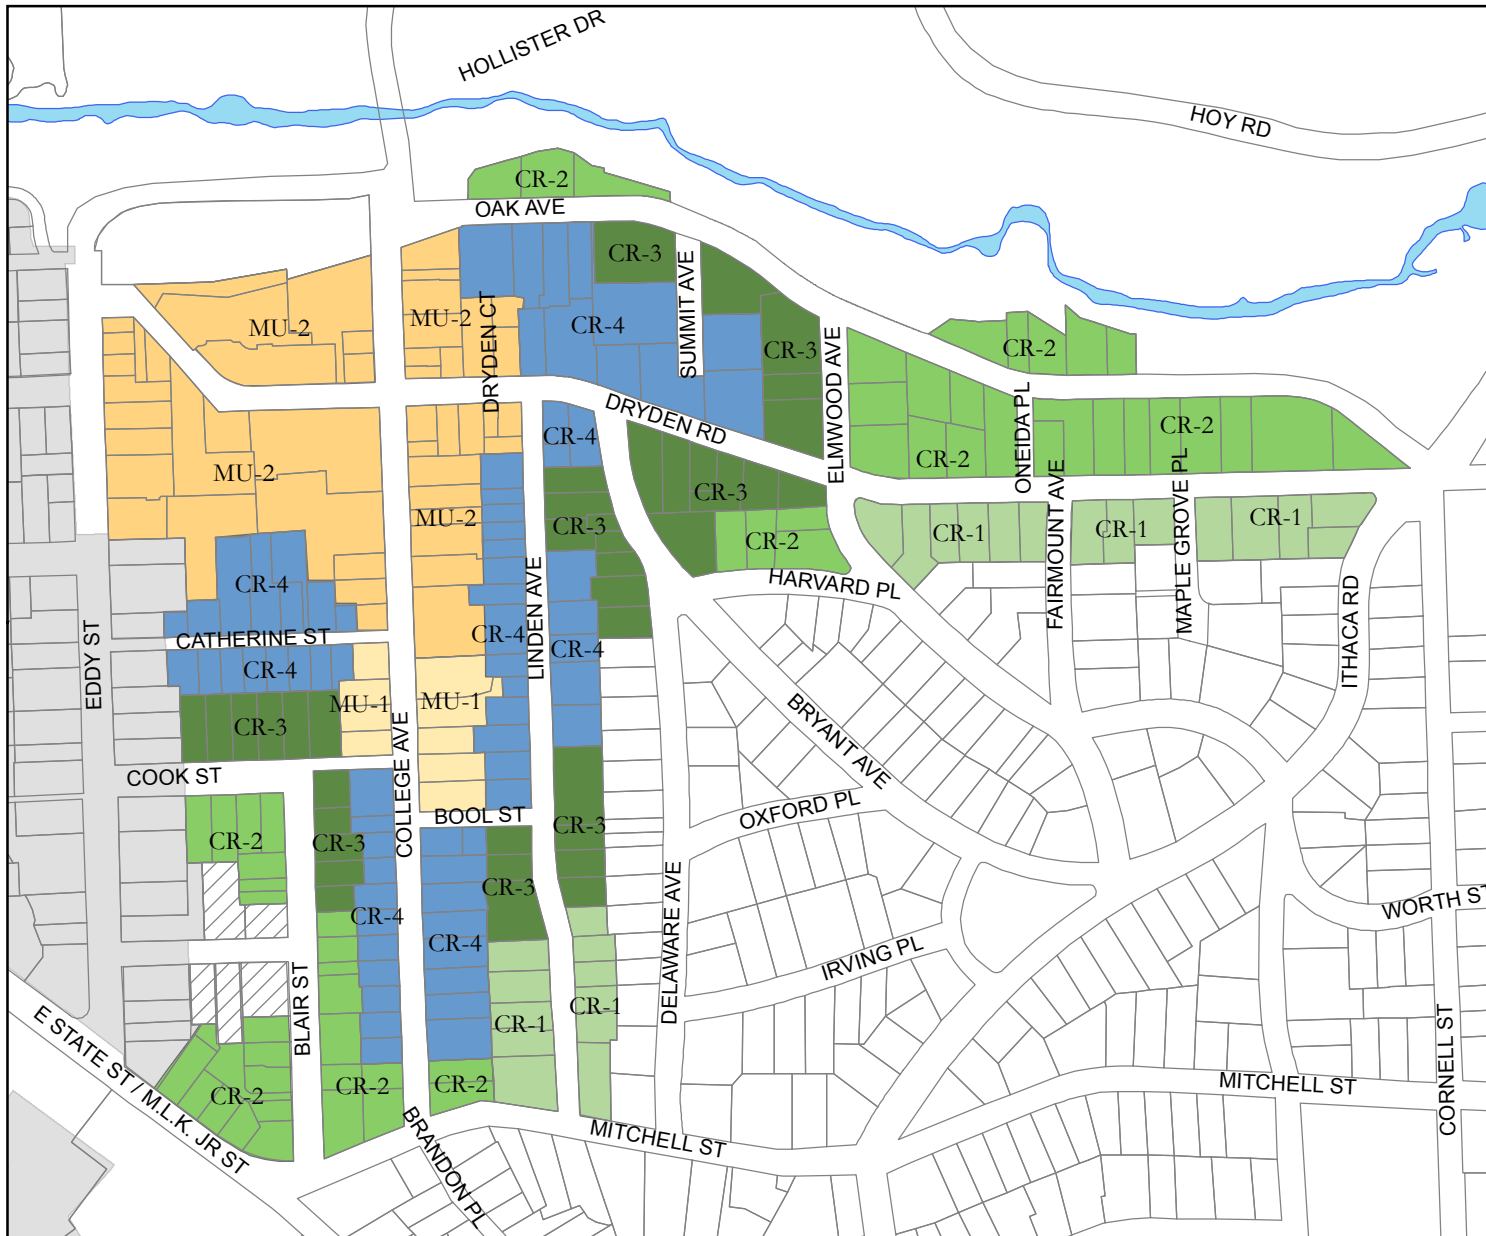 HOLLISTER DR
HOY RD
CR-2
OAK AVE
CR-3
SUMMIT AVE
MU-2
MU-2
DRYDEN CT
CR-4
CR-3
ELMWOOD AVE
CR-2
DRYDEN RD
ONEIDA PL
CR-2
CR-4
CR-2
MU-2
MAPLE GROVE PL
FAIRMOUNT AVE
CR-3
MU-2
CR-3
CR-2
CR-1
CR-1
CR-1
CR-4
HARVARD PL
LINDEN AVE
ITHACA RD
CATHERINE ST
CR-4
CR-4
EDDY ST
CR-4
MU-1
MU-1
CR-3
BRYANT AVE
COLLEGE AVE
COOK ST
OXFORD PL
BOOL ST
CR-2
CR-3
CR-3
CR-3
DELAWARE AVE
WORTH ST
CR-4
CR-4
IRVING PL
BLAIR ST
CR-1
CR-1
E STATE ST / M.L.K. JR ST
CORNELL ST
CR-2
CR-2
CR-2
MITCHELL ST
MITCHELL ST
BRANDON PL